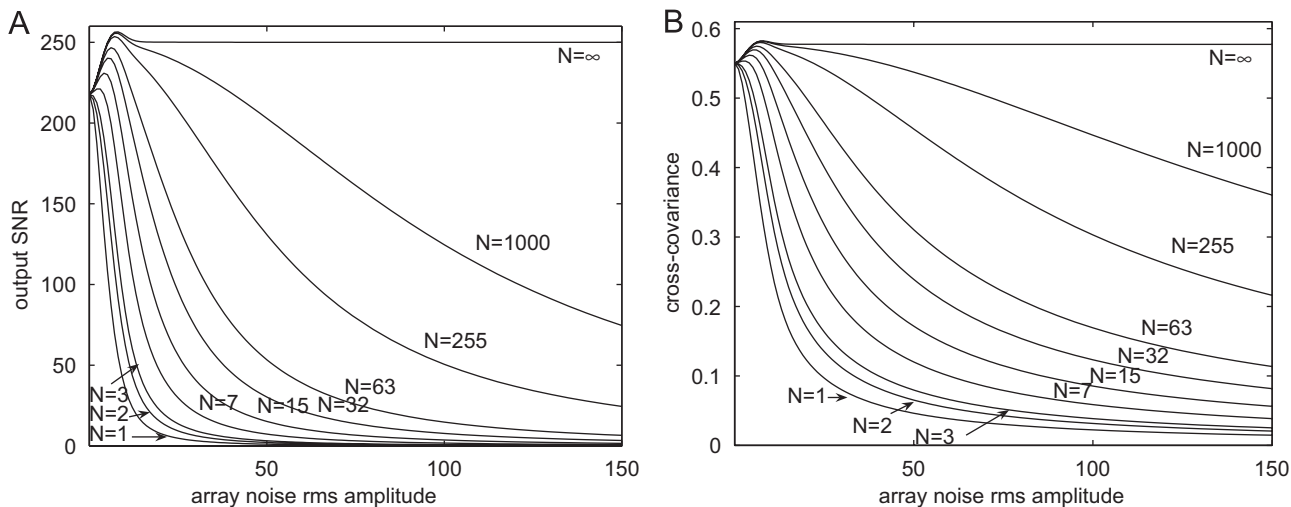 A
250
200
150
100
50
0
output SNR
N=∞
N=1000
N=255
N=63
N=32
N=15
N=7
N=3
N=2
N=1
50
100
150
array noise rms amplitude
B
0.6
0.5
0.4
0.3
0.2
0.1
0
cross-covariance
N=∞
N=1000
N=255
N=63
N=32
N=15
N=7
N=1
N=2
N=3
50
100
150
array noise rms amplitude